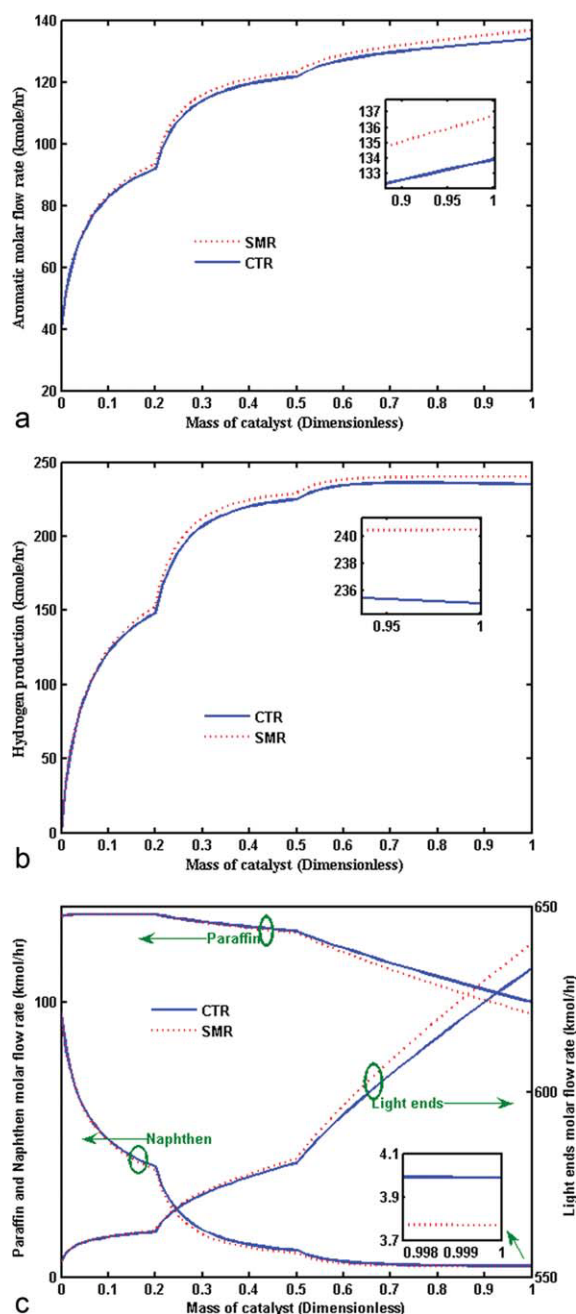 140
120
100
80
60
40
20
Aromatic molar flow rate (kmole/hr)
137
136
135
134
133
0.9 0.95 1
SMR
CTR
0 0.1 0.2 0.3 0.4 0.5 0.6 0.7 0.8 0.9 1
Mass of catalyst (Dimensionless)
a
250
200
150
100
50
0
Hydrogen production (kmole/hr)
240
238
236
0.95 1
CTR
SMR
0 0.1 0.2 0.3 0.4 0.5 0.6 0.7 0.8 0.9 1
Mass of catalyst (Dimensionless)
b
100
0
Paraffin and Naphthen molar flow rate (kmol/hr)
650
600
550
Light ends molar flow rate (kmol/hr)
Paraffin
CTR
SMR
Light ends
Naphthen
4.1
3.9
3.7
0.998 0.999 1
0 0.1 0.2 0.3 0.4 0.5 0.6 0.7 0.8 0.9 1
Mass of catalyst (Dimensionless)
c